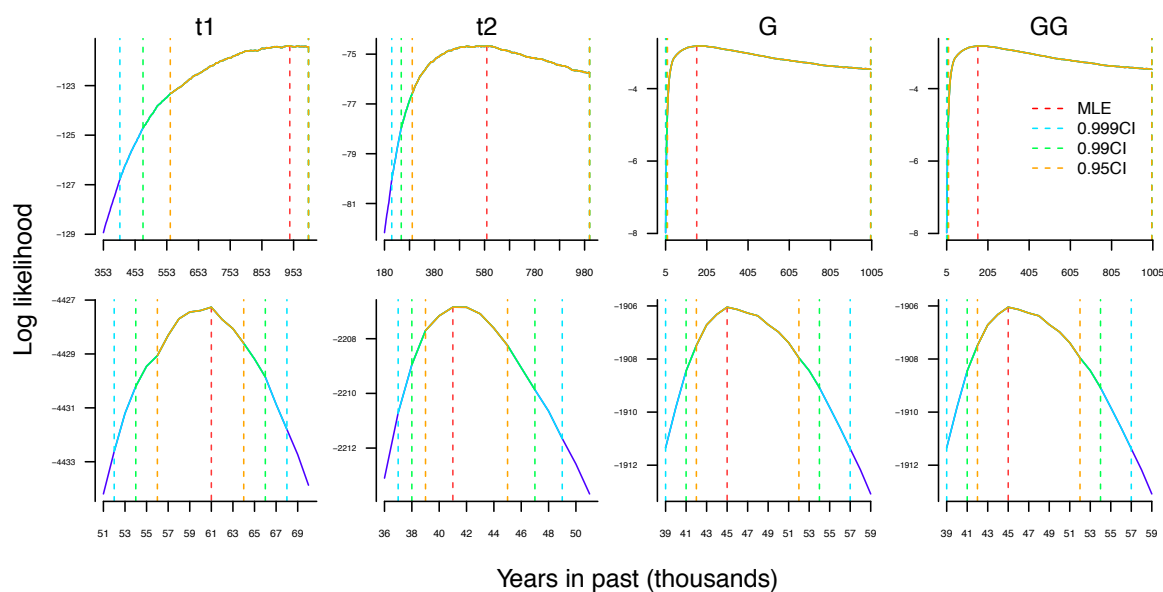 t1 t2 G GG
Log likelihood
−123
−125
−127
−129
353 453 553 653 753 853 953
−75
−77
−79
−81
180 380 580 780 980
−4
−6
−8
5 205 405 605 805 1005
−4
−6
−8
5 205 405 605 805 1005
MLE
0.999CI
0.99CI
0.95CI
−4427
−4429
−4431
−4433
51 53 55 57 59 61 63 65 67 69
−2208
−2210
−2212
36 38 40 42 44 46 48 50
−1906
−1908
−1910
−1912
39 41 43 45 47 49 51 53 55 57 59
−1906
−1908
−1910
−1912
39 41 43 45 47 49 51 53 55 57 59
Years in past (thousands)